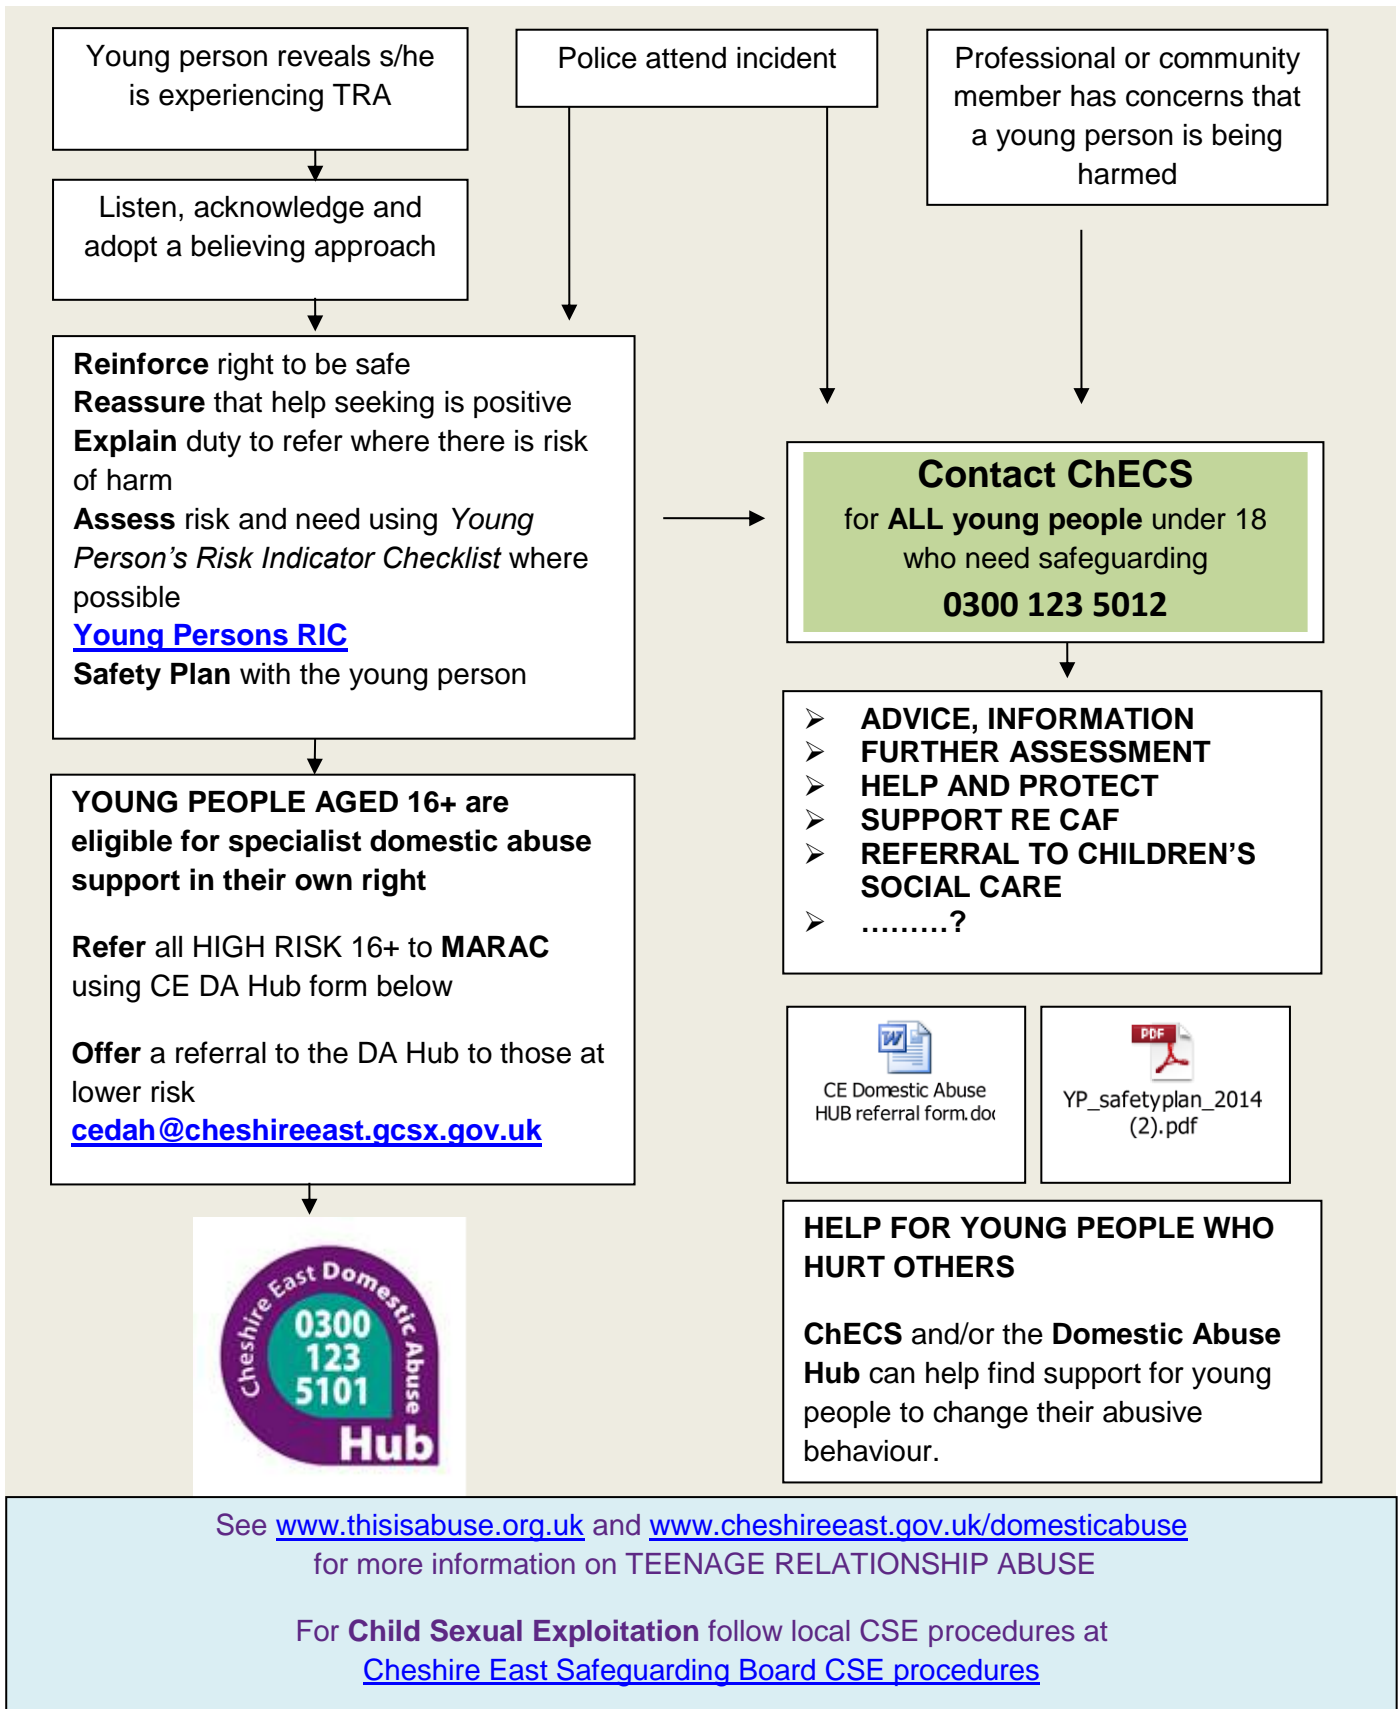 Young person reveals s/he
is experiencing TRA
Police attend incident
Professional or community
member has concerns that
a young person is being
harmed
Listen, acknowledge and
adopt a believing approach
Reinforce right to be safe
Reassure that help seeking is positive
Explain duty to refer where there is risk
of harm
Assess risk and need using Young
Person's Risk Indicator Checklist where
possible
Young Persons RIC
Safety Plan with the young person
Contact ChECS
for ALL young people under 18
who need safeguarding
0300 123 5012
➢ ADVICE, INFORMATION
➢ FURTHER ASSESSMENT
➢ HELP AND PROTECT
➢ SUPPORT RE CAF
➢ REFERRAL TO CHILDREN'S
SOCIAL CARE
➢ .........?
YOUNG PEOPLE AGED 16+ are
eligible for specialist domestic abuse
support in their own right
Refer all HIGH RISK 16+ to MARAC
using CE DA Hub form below
Offer a referral to the DA Hub to those at
lower risk
cedah@cheshireeast.gcsx.gov.uk
W
CE Domestic Abuse
HUB referral form.doc
PDF
YP_safetyplan_2014
(2).pdf
Cheshire East Domestic Abuse
0300
123
5101
Hub
HELP FOR YOUNG PEOPLE WHO
HURT OTHERS
ChECS and/or the Domestic Abuse
Hub can help find support for young
people to change their abusive
behaviour.
See www.thisisabuse.org.uk and www.cheshireeast.gov.uk/domesticabuse
for more information on TEENAGE RELATIONSHIP ABUSE
For Child Sexual Exploitation follow local CSE procedures at
Cheshire East Safeguarding Board CSE procedures